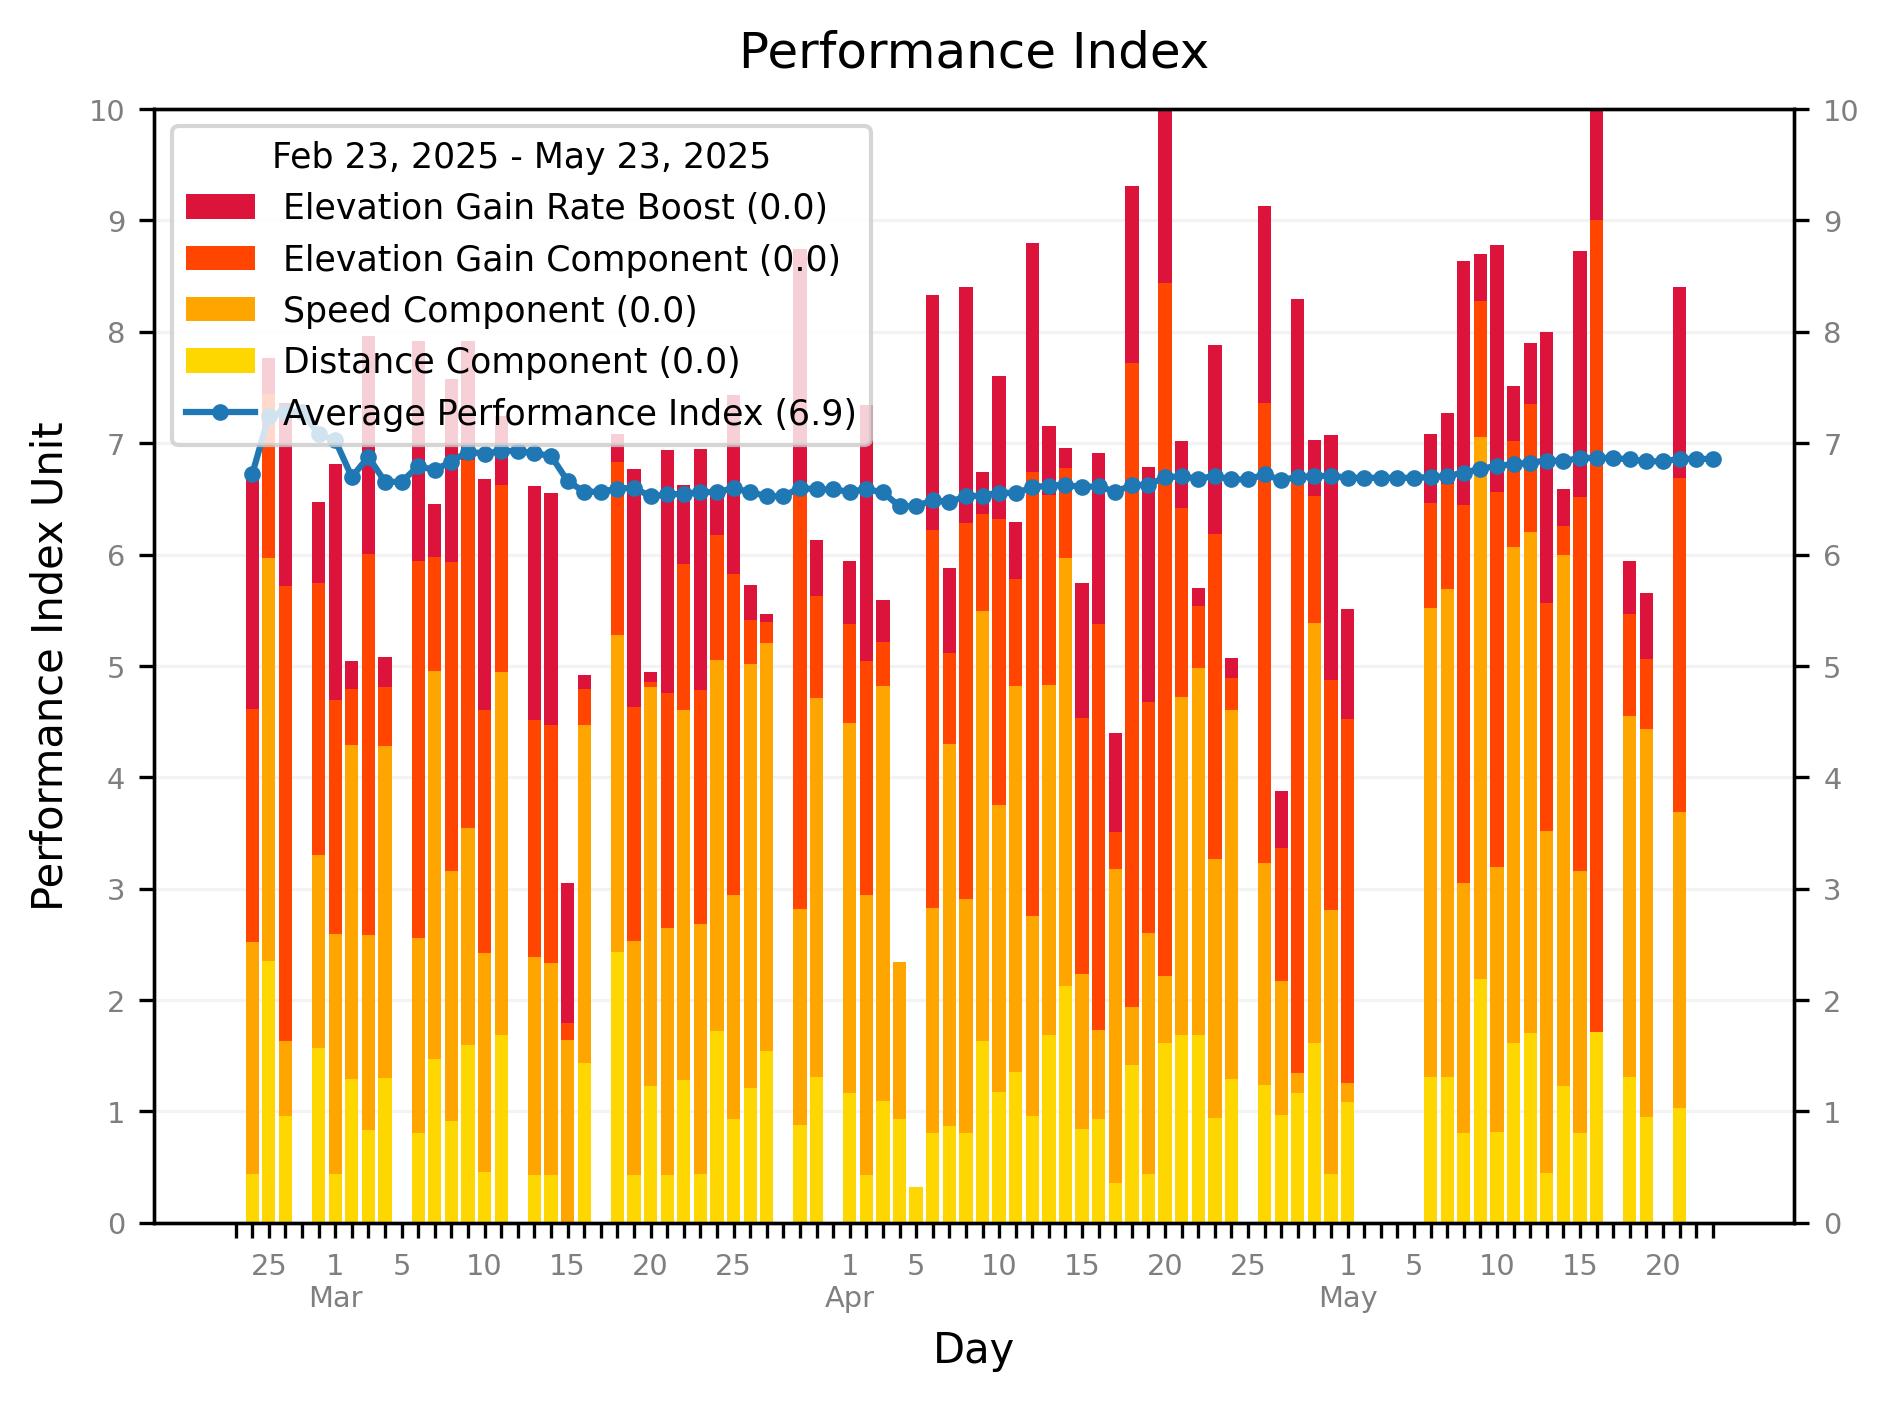 Performance Index
10
9
8
7
6
5
4
3
2
1
0
10
9
8
7
6
5
4
3
2
1
0
Performance Index Unit
Feb 23, 2025 - May 23, 2025
Elevation Gain Rate Boost (0.0)
Elevation Gain Component (0.0)
Speed Component (0.0)
Distance Component (0.0)
Average Performance Index (6.9)
25 1 5 10 15 20 25 1 5 10 15 20 25 1 5 10 15 20
Mar Apr May
Day